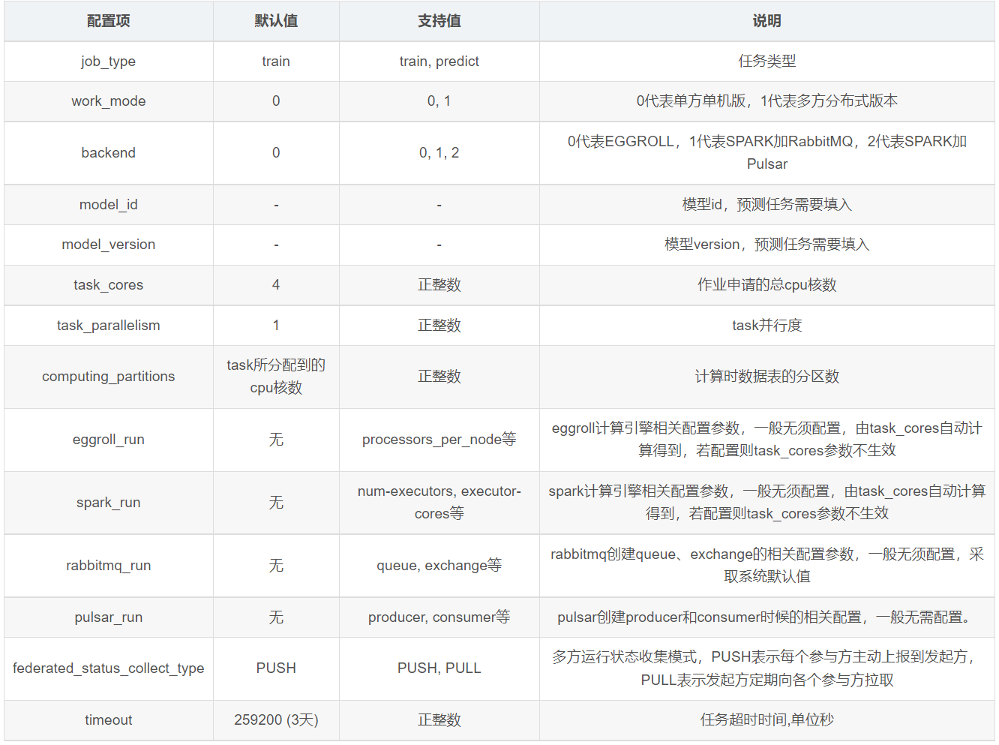 配置项 默认值 支持值 说明
job_type train train, predict 任务类型
work_mode 0 0, 1 0代表单方单机版，1代表多方分布式版本
backend 0 0, 1, 2 0代表EGGROLL，1代表SPARK加RabbitMQ，2代表SPARK加
Pulsar
model_id - - 模型id，预测任务需要填入
model_version - - 模型version，预测任务需要填入
task_cores 4 正整数 作业申请的总cpu核数
task_parallelism 1 正整数 task并行度
computing_partitions task所分配到的 正整数 计算时数据表的分区数
cpu核数
eggroll_run 无 processors_per_node等 eggroll计算引擎相关配置参数，一般无须配置，由task_cores自动计
算得到，若配置则task_cores参数不生效
spark_run 无 num-executors, executor- spark计算引擎相关配置参数，一般无须配置，由task_cores自动计算
cores等 得到，若配置则task_cores参数不生效
rabbitmq_run 无 queue, exchange等 rabbitmq创建queue、exchange的相关配置参数，一般无须配置，采
取系统默认值
pulsar_run 无 producer, consumer等 pulsar创建producer和consumer时候的相关配置，一般无需配置。
federated_status_collect_type PUSH PUSH, PULL 多方运行状态收集模式，PUSH表示每个参与方主动上报到发起方，
PULL表示发起方定期向各个参与方拉取
timeout 259200 (3天) 正整数 任务超时时间,单位秒